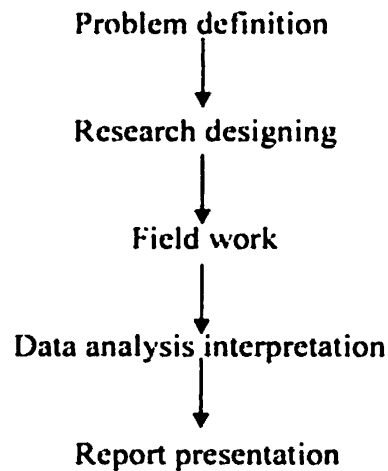 Problem definition
Research designing
Field work
Data analysis interpretation
Report presentation